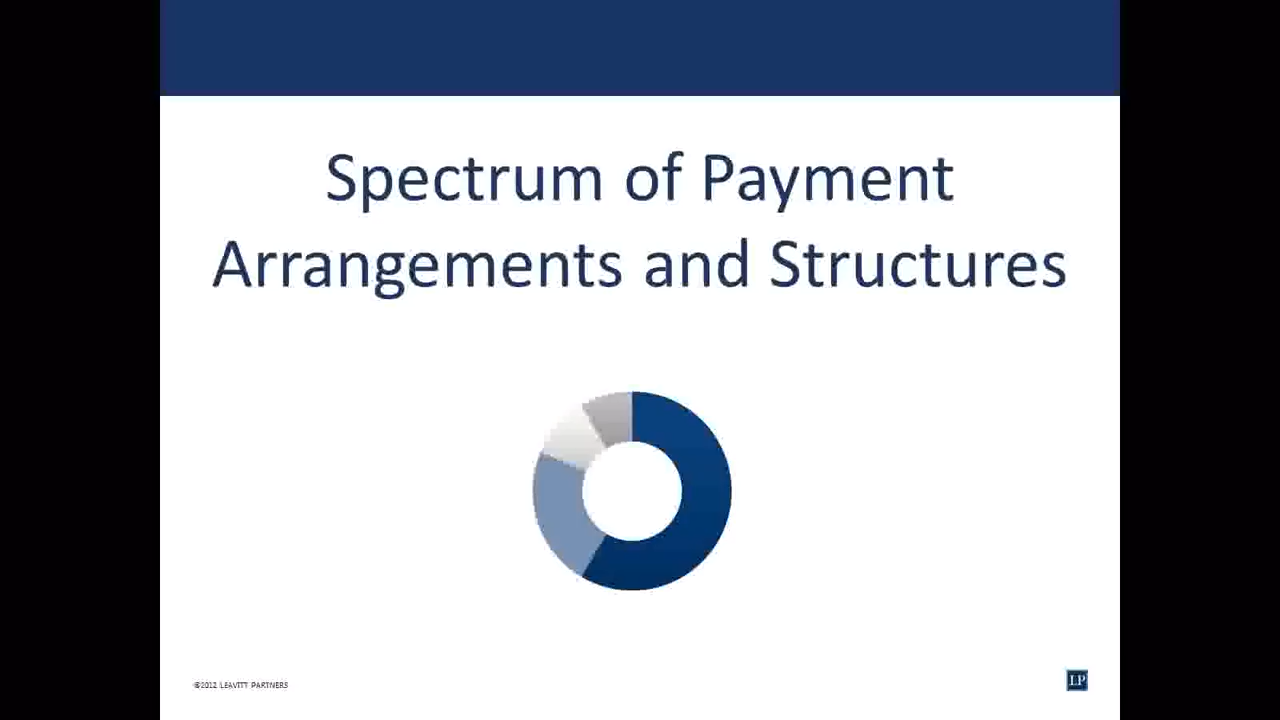 Spectrum of Payment
Arrangements and Structures
©2012 LEAVITT PARTNERS
LP